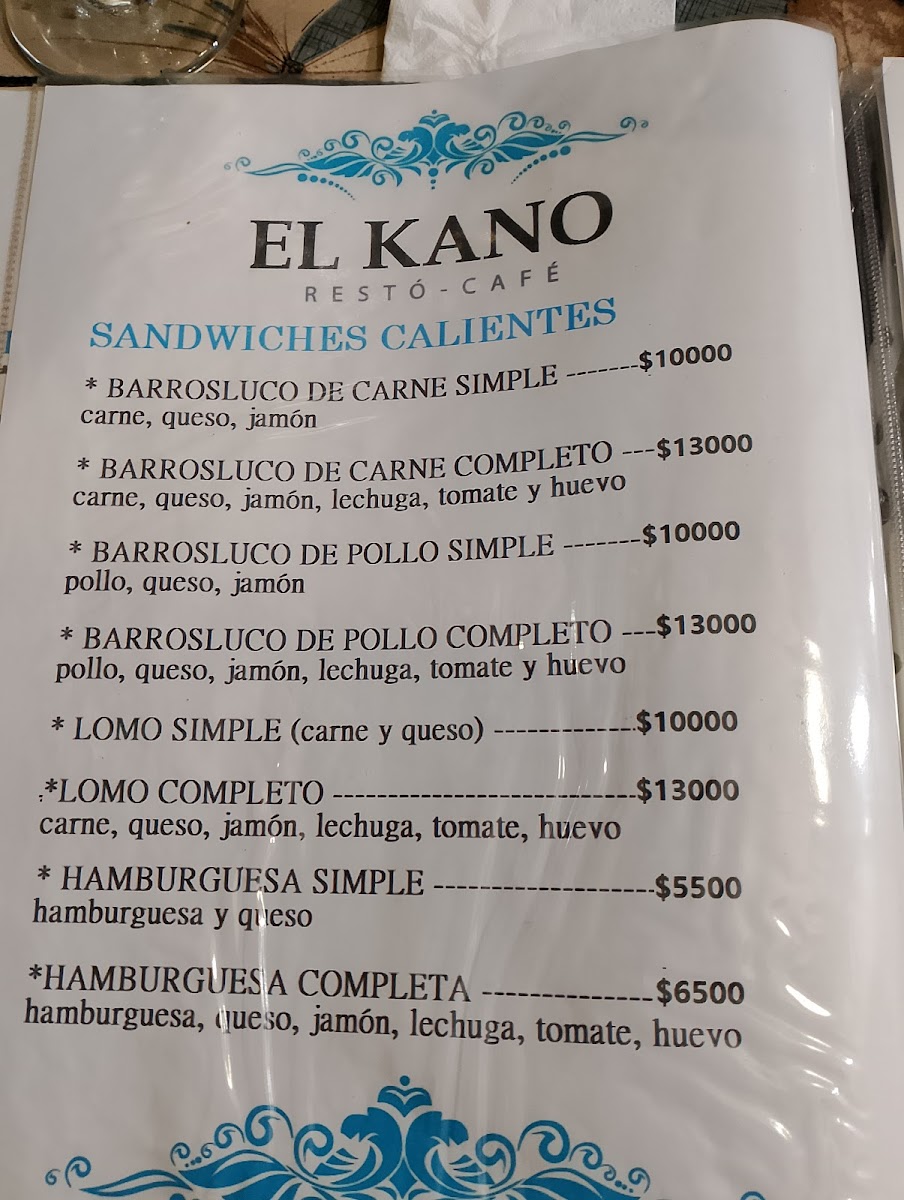 EL KANO
RESTÓ-CAFÉ
SANDWICHES CALIENTES
* BARROSLUCO DE CARNE SIMPLE -------$10000
carne, queso, jamón
* BARROSLUCO DE CARNE COMPLETO ---$13000
carne, queso, jamón, lechuga, tomate y huevo
* BARROSLUCO DE POLLO SIMPLE -------$10000
pollo, queso, jamón
* BARROSLUCO DE POLLO COMPLETO ---$13000
pollo, queso, jamón, lechuga, tomate y huevo
* LOMO SIMPLE (carne y queso) -------------$10000
*LOMO COMPLETO ---------------------------$13000
carne, queso, jamón, lechuga, tomate, huevo
* HAMBURGUESA SIMPLE --------------------$5500
hamburguesa y queso
*HAMBURGUESA COMPLETA ---------------$6500
hamburguesa, queso, jamón, lechuga, tomate, huevo